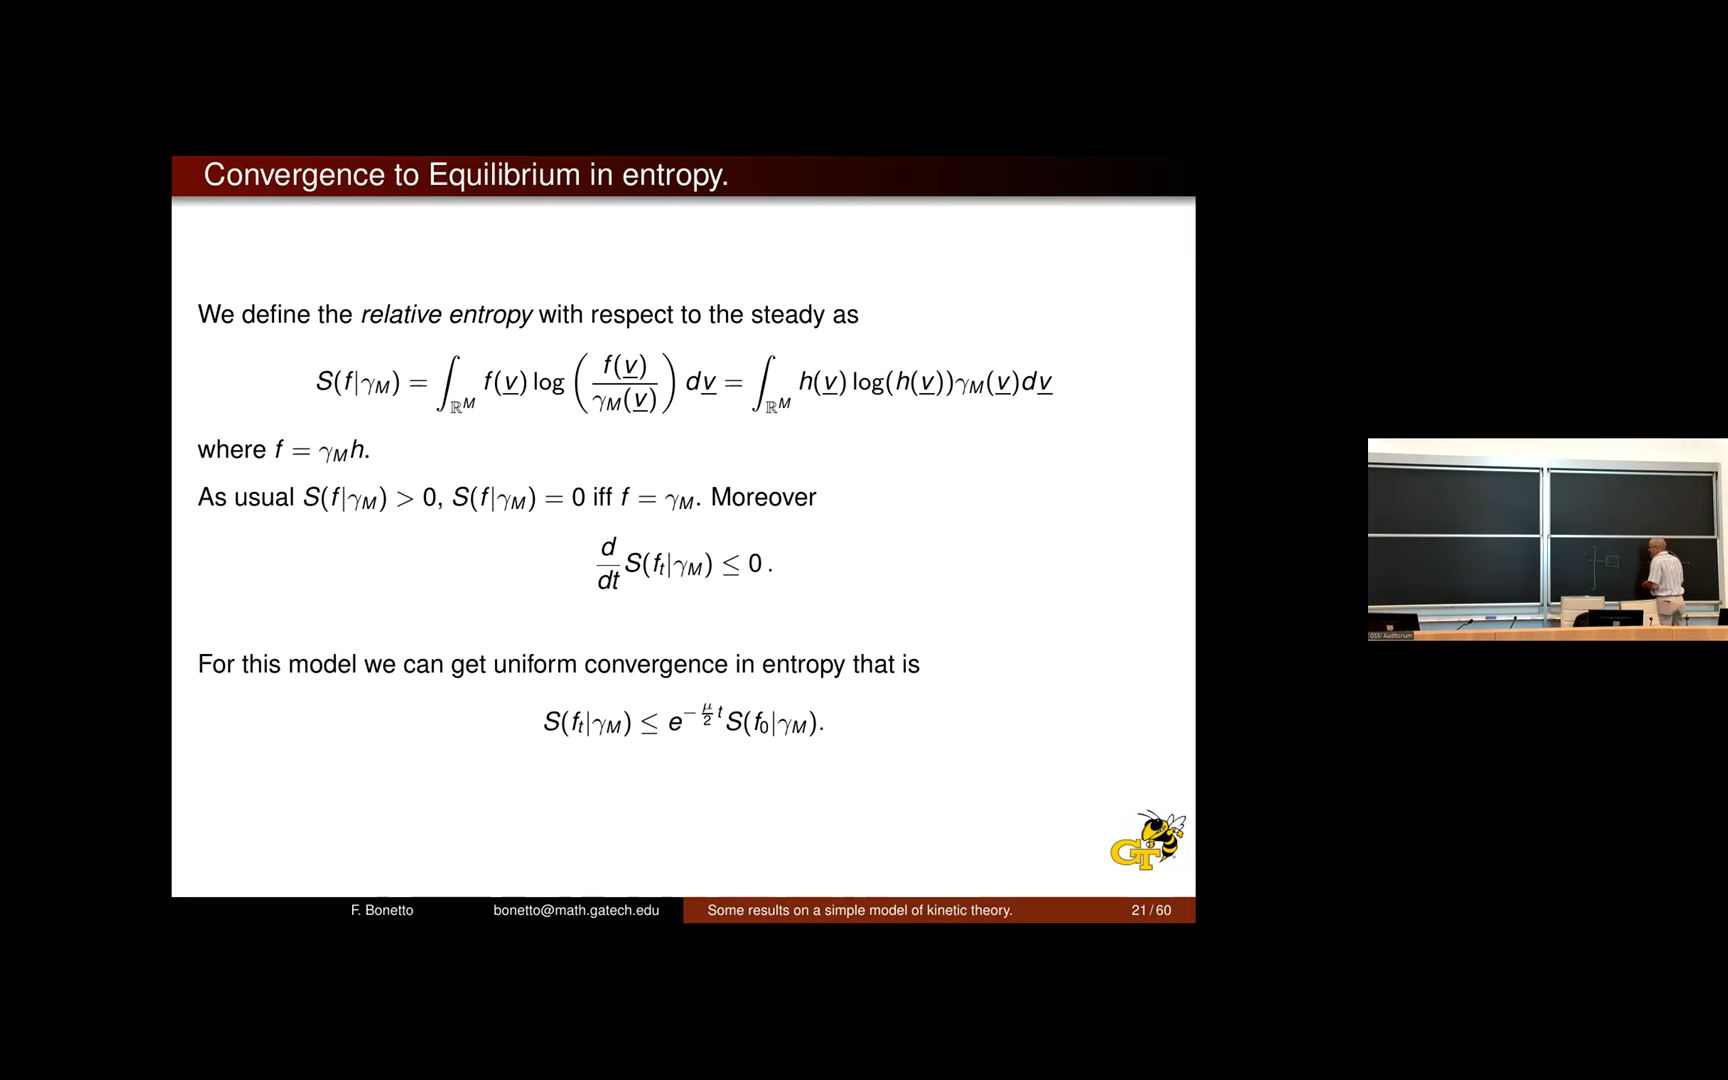 Convergence to Equilibrium in entropy.
We define the relative entropy with respect to the steady as
S(f|γ_M) = ∫_{ℝ^M} f(v) log ( f(v) / γ_M(v) ) dv = ∫_{ℝ^M} h(v) log(h(v))γ_M(v)dv
where f = γ_M h.
As usual S(f|γ_M) > 0, S(f|γ_M) = 0 iff f = γ_M. Moreover
d/dt S(f_t|γ_M) ≤ 0 .
For this model we can get uniform convergence in entropy that is
S(f_t|γ_M) ≤ e^{-μ/2 t} S(f_0|γ_M).
GT
F. Bonetto bonetto@math.gatech.edu Some results on a simple model of kinetic theory. 21 / 60
GSSI Auditorium